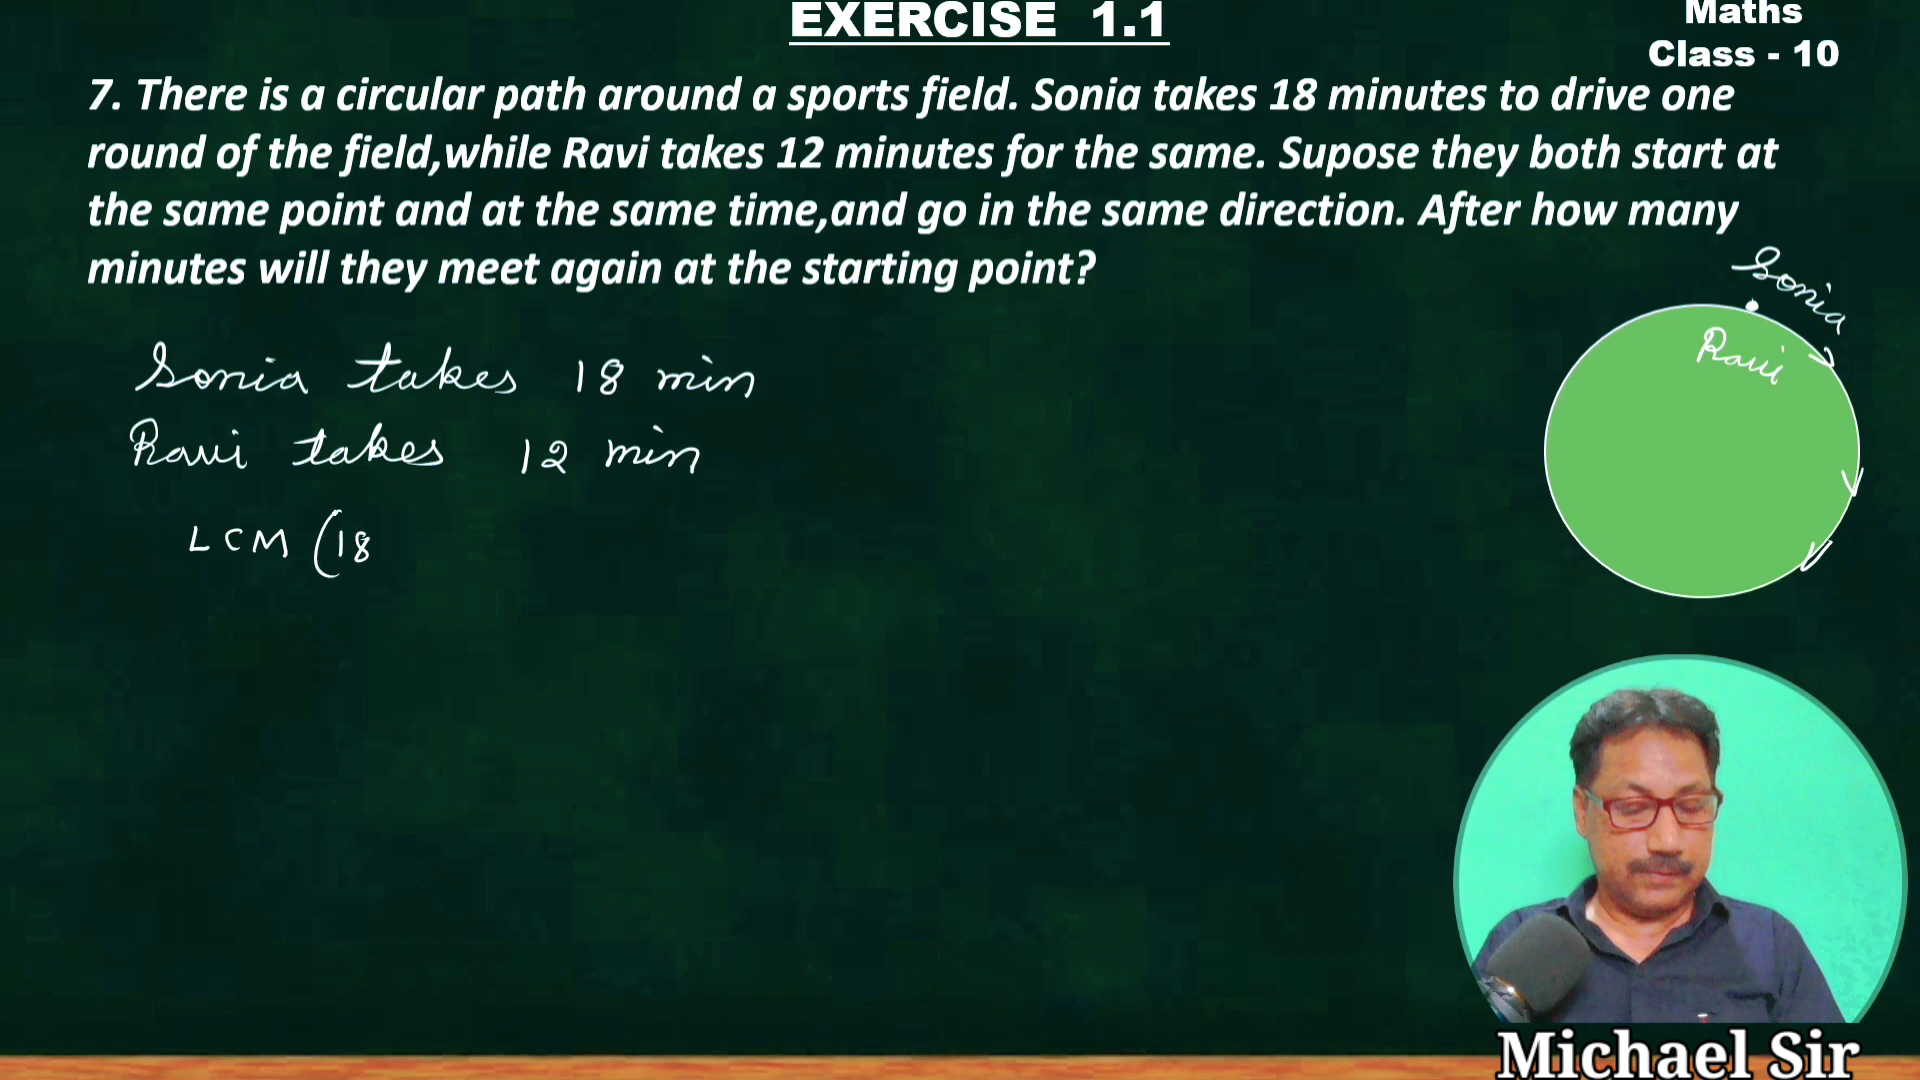 EXERCISE 1.1
Maths
Class - 10
7. There is a circular path around a sports field. Sonia takes 18 minutes to drive one
round of the field,while Ravi takes 12 minutes for the same. Supose they both start at
the same point and at the same time,and go in the same direction. After how many
minutes will they meet again at the starting point?
Sonia
Ravi
Sonia takes 18 min
Ravi takes 12 min
LCM (18
Michael Sir